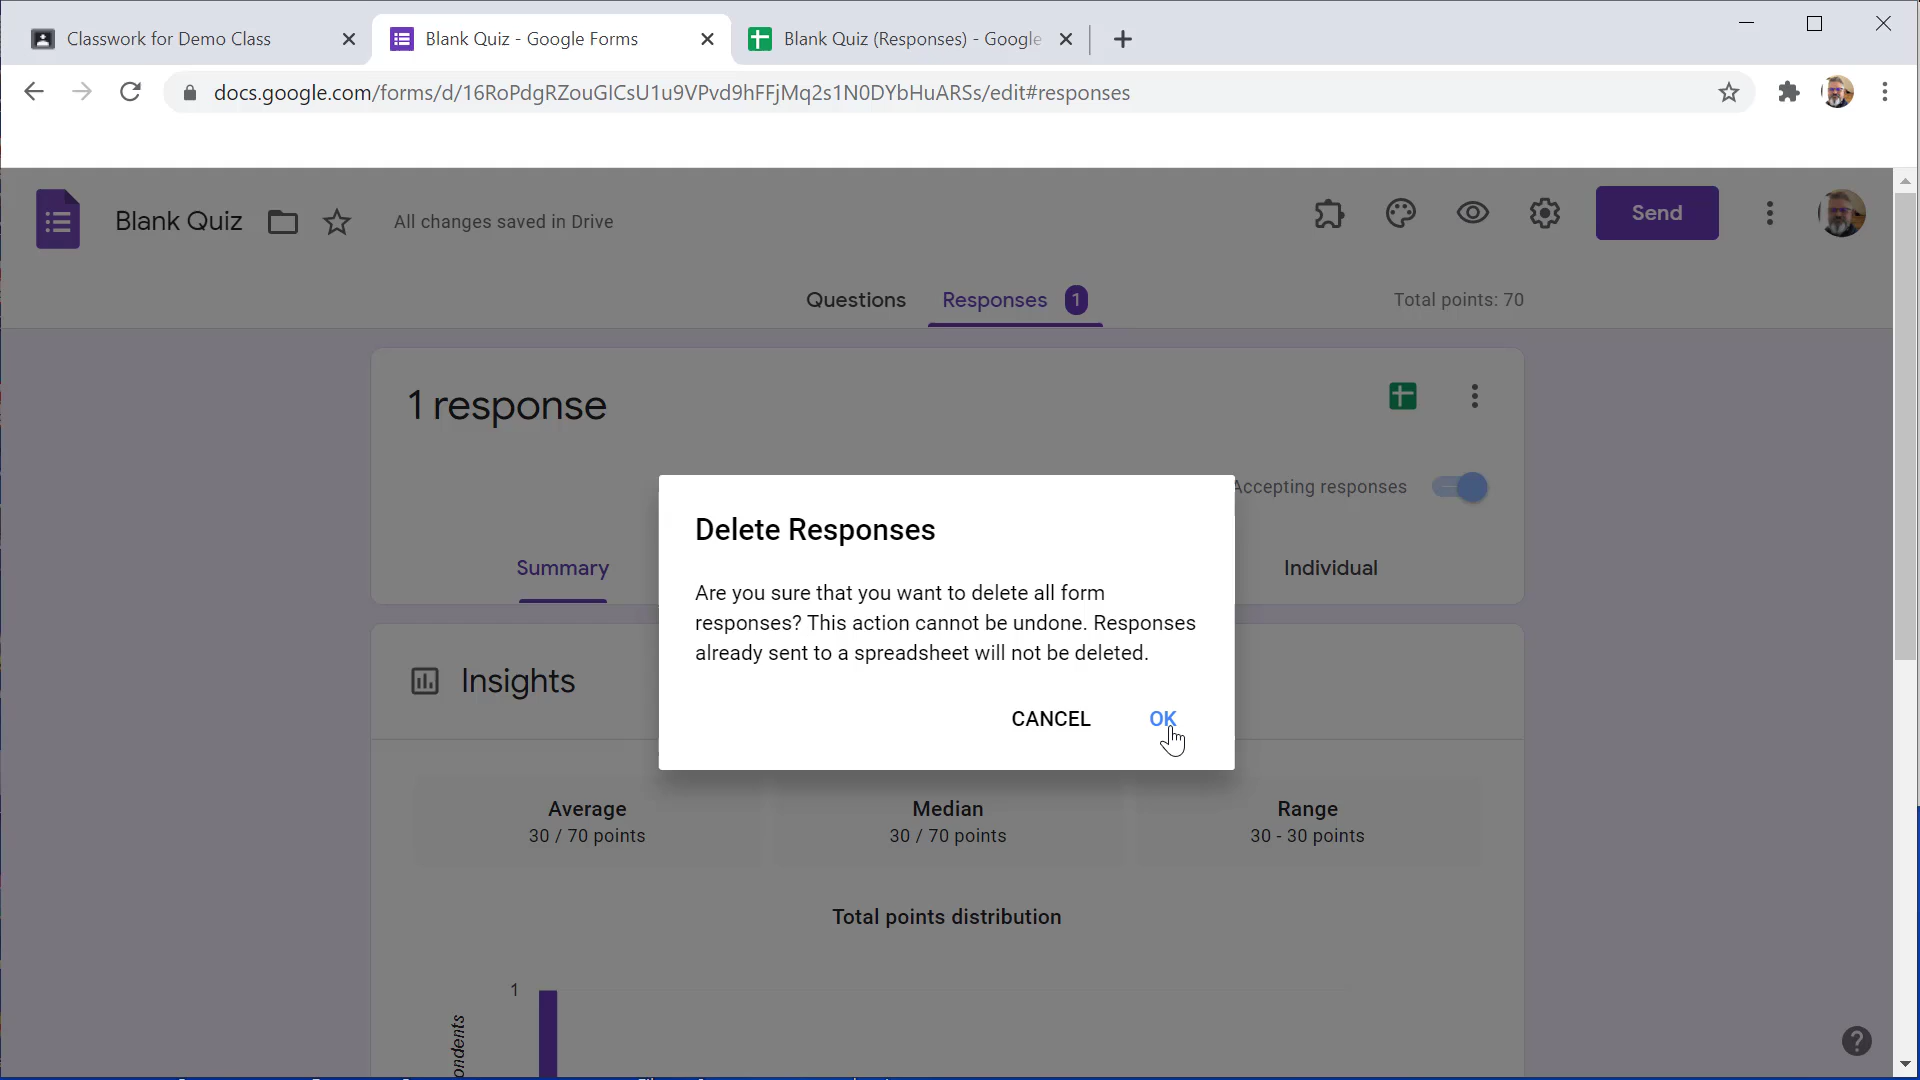 Classwork for Demo Class
Blank Quiz - Google Forms
Blank Quiz (Responses) - Google
docs.google.com/forms/d/16RoPdgRZouGlCsU1u9VPvd9hFFjMq2s1N0DYbHuARSs/edit#responses
Blank Quiz
All changes saved in Drive
Send
Questions
Responses 1
Total points: 70
1 response
Accepting responses
Summary
Individual
Delete Responses
Are you sure that you want to delete all form
responses? This action cannot be undone. Responses
already sent to a spreadsheet will not be deleted.
CANCEL
OK
Insights
Average
30 / 70 points
Median
30 / 70 points
Range
30 - 30 points
Total points distribution
1
ondents